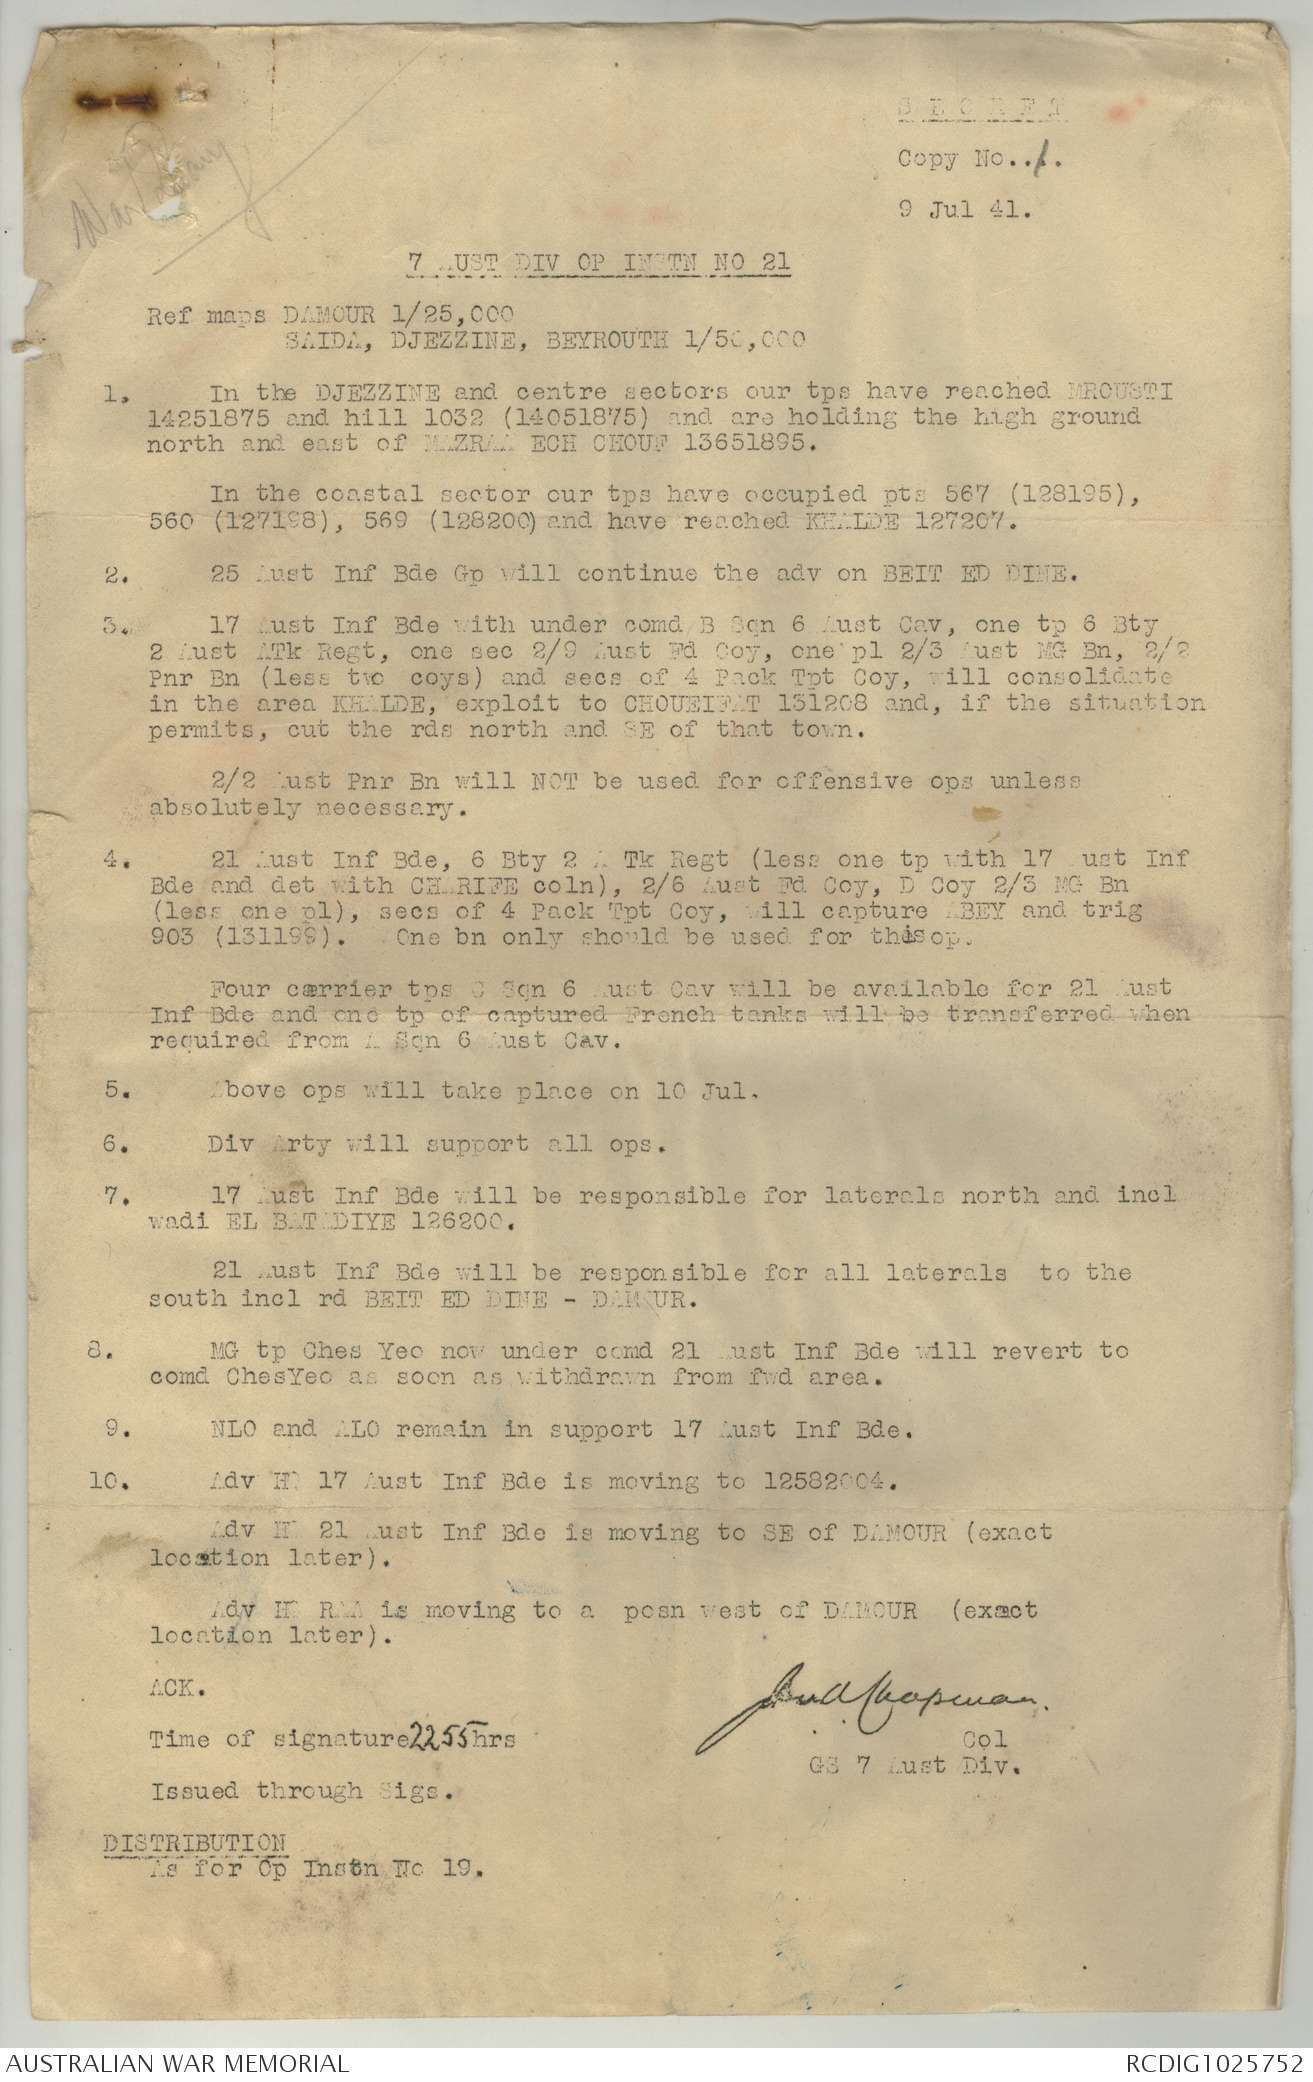 War Diary
S E C R E T
Copy No..1.
9 Jul 41.
7 AUST DIV OP INSTN NO 21
Ref maps DAMOUR 1/25,000
SAIDA, DJEZZINE, BEYROUTH 1/50,000
1. In the DJEZZINE and centre sectors our tps have reached MROUSTI
14251875 and hill 1032 (14051875) and are holding the high ground
north and east of MAZRAA ECH CHOUF 13651895.
In the coastal sector our tps have occupied pts 567 (128195),
560 (127198), 569 (128200) and have reached KHALDE 127207.
2. 25 Aust Inf Bde Gp will continue the adv on BEIT ED DINE.
3. 17 Aust Inf Bde with under comd B Sqn 6 Aust Cav, one tp 6 Bty
2 Aust ATk Regt, one sec 2/9 Aust Fd Coy, one pl 2/3 Aust MG Bn, 2/2
Pnr Bn (less two coys) and secs of 4 Pack Tpt Coy, will consolidate
in the area KHALDE, exploit to CHOUEIFAT 131208 and, if the situation
permits, cut the rds north and SE of that town.
2/2 Aust Pnr Bn will NOT be used for offensive ops unless
absolutely necessary.
4. 21 Aust Inf Bde, 6 Bty 2 A Tk Regt (less one tp with 17 Aust Inf
Bde and det with CHARIFE coln), 2/6 Aust Fd Coy, D Coy 2/3 MG Bn
(less one pl), secs of 4 Pack Tpt Coy, will capture ABEY and trig
903 (131199). One bn only should be used for this op.
Four carrier tps C Sqn 6 Aust Cav will be available for 21 Aust
Inf Bde and one tp of captured French tanks will be transferred when
required from A Sqn 6 Aust Cav.
5. Above ops will take place on 10 Jul.
6. Div Arty will support all ops.
7. 17 Aust Inf Bde will be responsible for laterals north and incl
wadi EL BATADIYE 126200.
21 Aust Inf Bde will be responsible for all laterals to the
south incl rd BEIT ED DINE - DAMOUR.
8. MG tp Ches Yeo now under comd 21 Aust Inf Bde will revert to
comd ChesYeo as soon as withdrawn from fwd area.
9. NLO and ALO remain in support 17 Aust Inf Bde.
10. Adv HQ 17 Aust Inf Bde is moving to 12582004.
Adv HQ 21 Aust Inf Bde is moving to SE of DAMOUR (exact
location later).
Adv HQ RAA is moving to a posn west of DAMOUR (exact
location later).
ACK.
Time of signature 2255 hrs
Chapman.
Col
GS 7 Aust Div.
Issued through Sigs.
DISTRIBUTION
As for Op Instn No 19.
AUSTRALIAN WAR MEMORIAL
RCDIG1025752